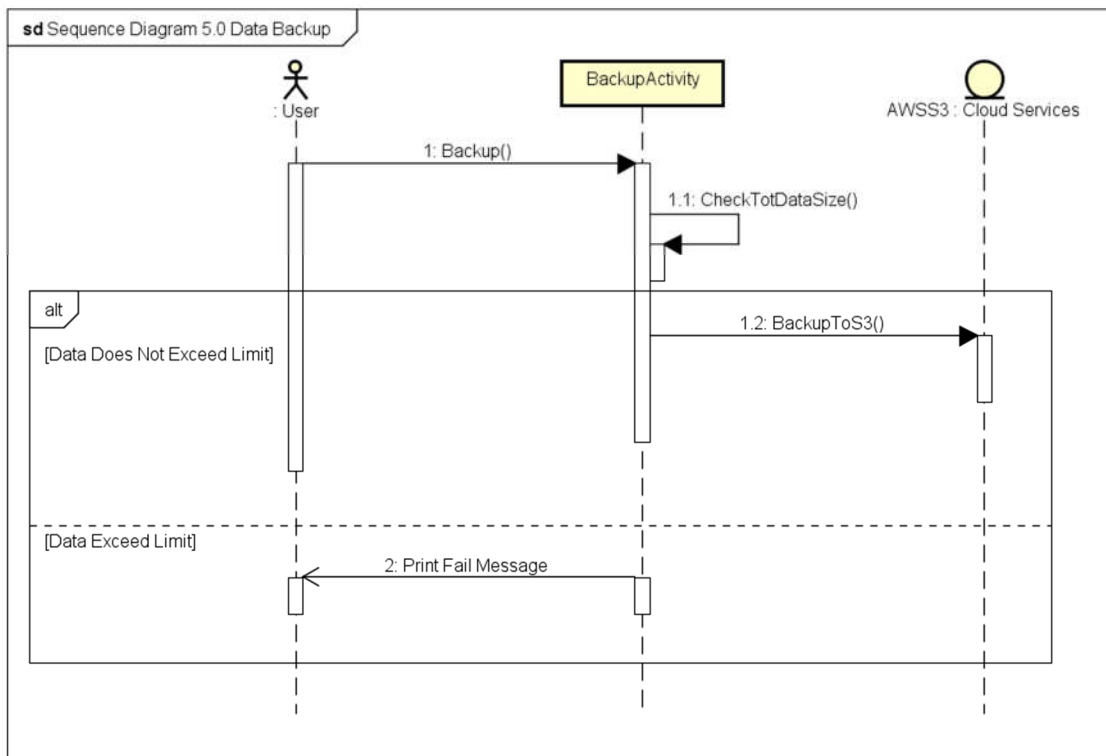 sd Sequence Diagram 5.0 Data Backup
: User
BackupActivity
AWSS3 : Cloud Services
1: Backup()
1.1: CheckTotDataSize()
alt
1.2: BackupToS3()
[Data Does Not Exceed Limit]
[Data Exceed Limit]
2: Print Fail Message